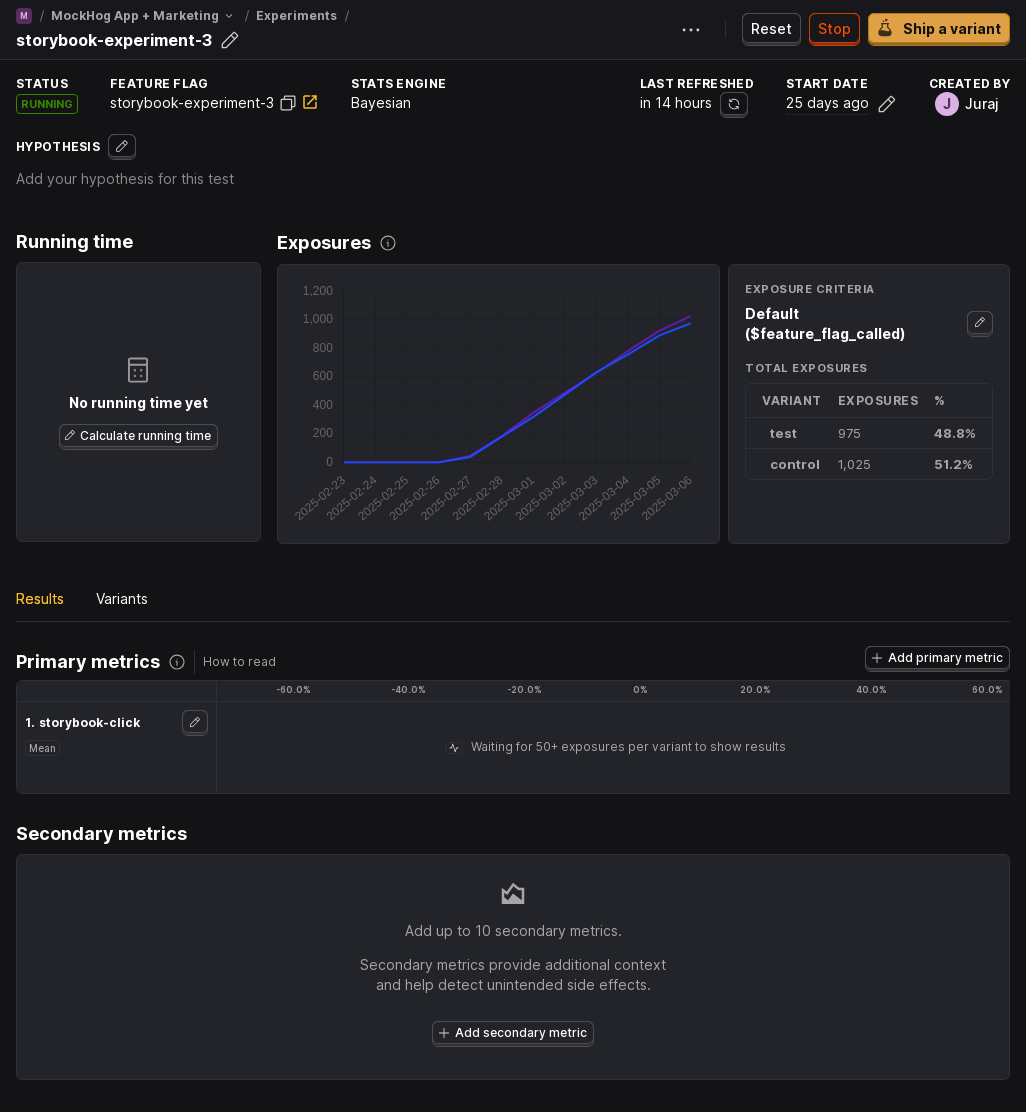 M / MockHog App + Marketing / Experiments /
storybook-experiment-3
Reset
Stop
Ship a variant
STATUS
RUNNING
FEATURE FLAG
storybook-experiment-3
STATS ENGINE
Bayesian
LAST REFRESHED
in 14 hours
START DATE
25 days ago
CREATED BY
J Juraj
HYPOTHESIS
Add your hypothesis for this test
Running time
No running time yet
Calculate running time
Exposures
1,200
1,000
800
600
400
200
0
2025-02-23
2025-02-24
2025-02-25
2025-02-26
2025-02-27
2025-02-28
2025-03-01
2025-03-02
2025-03-03
2025-03-04
2025-03-05
2025-03-06
EXPOSURE CRITERIA
Default
($feature_flag_called)
TOTAL EXPOSURES
VARIANT EXPOSURES %
test 975 48.8%
control 1,025 51.2%
Results Variants
Primary metrics
How to read
Add primary metric
-60.0% -40.0% -20.0% 0% 20.0% 40.0% 60.0%
1. storybook-click
Mean
Waiting for 50+ exposures per variant to show results
Secondary metrics
Add up to 10 secondary metrics.
Secondary metrics provide additional context
and help detect unintended side effects.
Add secondary metric